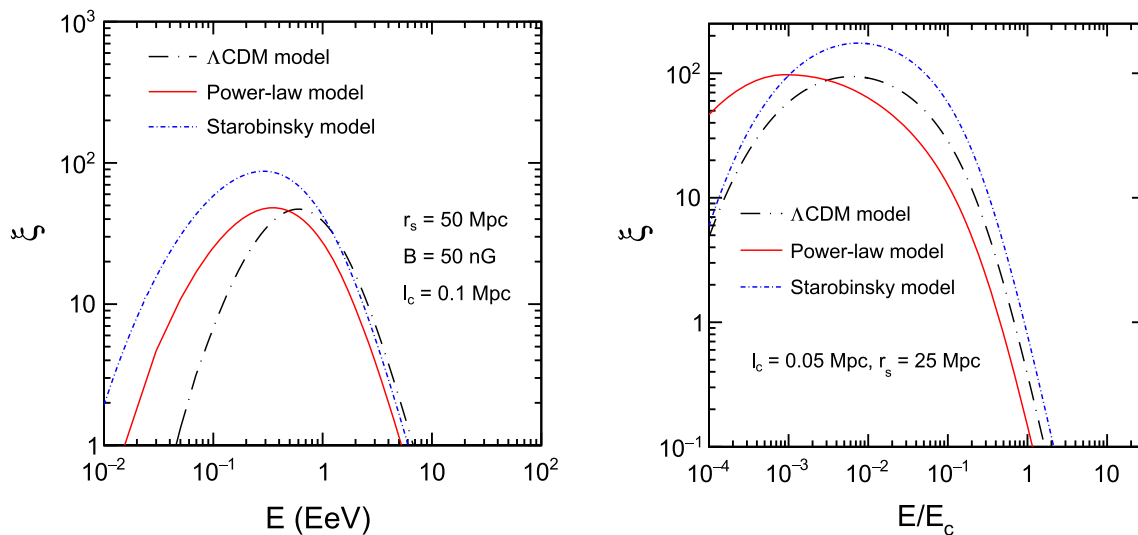 10³
10²
10
1
ξ
ΛCDM model
Power-law model
Starobinsky model
r_s = 50 Mpc
B = 50 nG
l_c = 0.1 Mpc
10⁻² 10⁻¹ 1 10 10²
E (EeV)
10²
10
1
10⁻¹
ξ
ΛCDM model
Power-law model
Starobinsky model
l_c = 0.05 Mpc, r_s = 25 Mpc
10⁻⁴ 10⁻³ 10⁻² 10⁻¹ 1 10
E/E_c